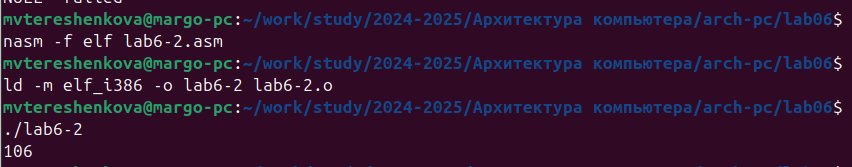 mvtereshenkova@margo-pc:~/work/study/2024-2025/Архитектура компьютера/arch-pc/lab06$
nasm -f elf lab6-2.asm
mvtereshenkova@margo-pc:~/work/study/2024-2025/Архитектура компьютера/arch-pc/lab06$
ld -m elf_i386 -o lab6-2 lab6-2.o
mvtereshenkova@margo-pc:~/work/study/2024-2025/Архитектура компьютера/arch-pc/lab06$
./lab6-2
106